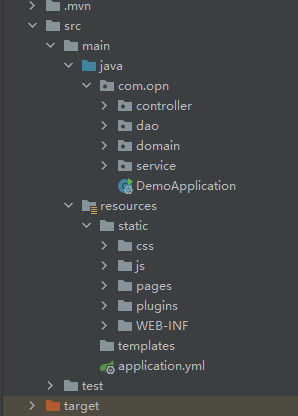 .mvn
src
main
java
com.opn
controller
dao
domain
service
DemoApplication
resources
static
css
js
pages
plugins
WEB-INF
templates
application.yml
test
target